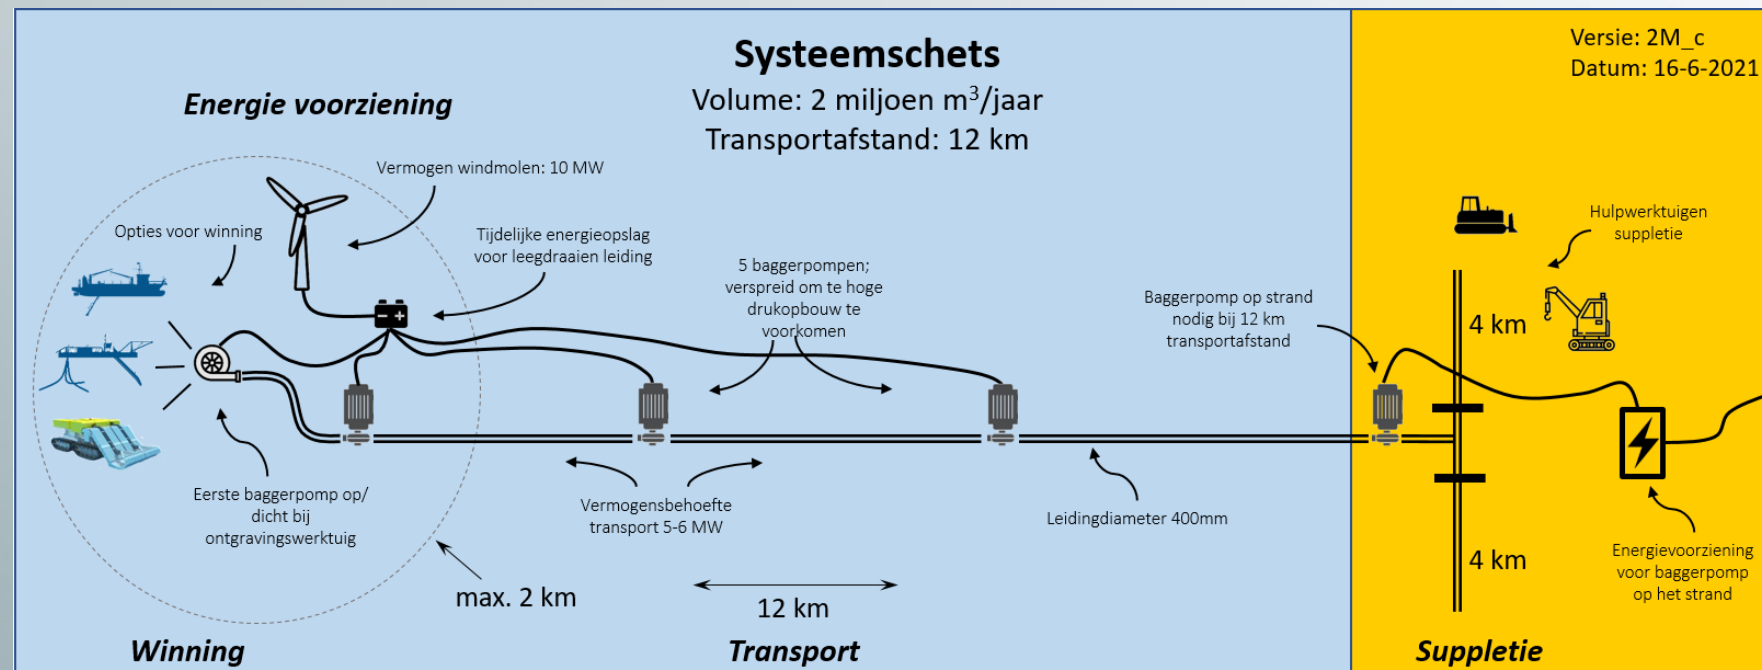 Systeemschets
Volume: 2 miljoen m³/jaar
Transportafstand: 12 km
Versie: 2M_c
Datum: 16-6-2021
Energie voorziening
Vermogen windmolen: 10 MW
Opties voor winning
Tijdelijke energieopslag
voor leegdraaien leiding
5 baggerpompen;
verspreid om te hoge
drukopbouw te
voorkomen
Baggerpomp op strand
nodig bij 12 km
transportafstand
Hulpwerktuigen
suppletie
4 km
Eerste baggerpomp op/
dicht bij
ontgravingswerktuig
Vermogensbehoefte
transport 5-6 MW
Leidingdiameter 400mm
4 km
Energievoorziening
voor baggerpomp
op het strand
max. 2 km
12 km
Winning
Transport
Suppletie